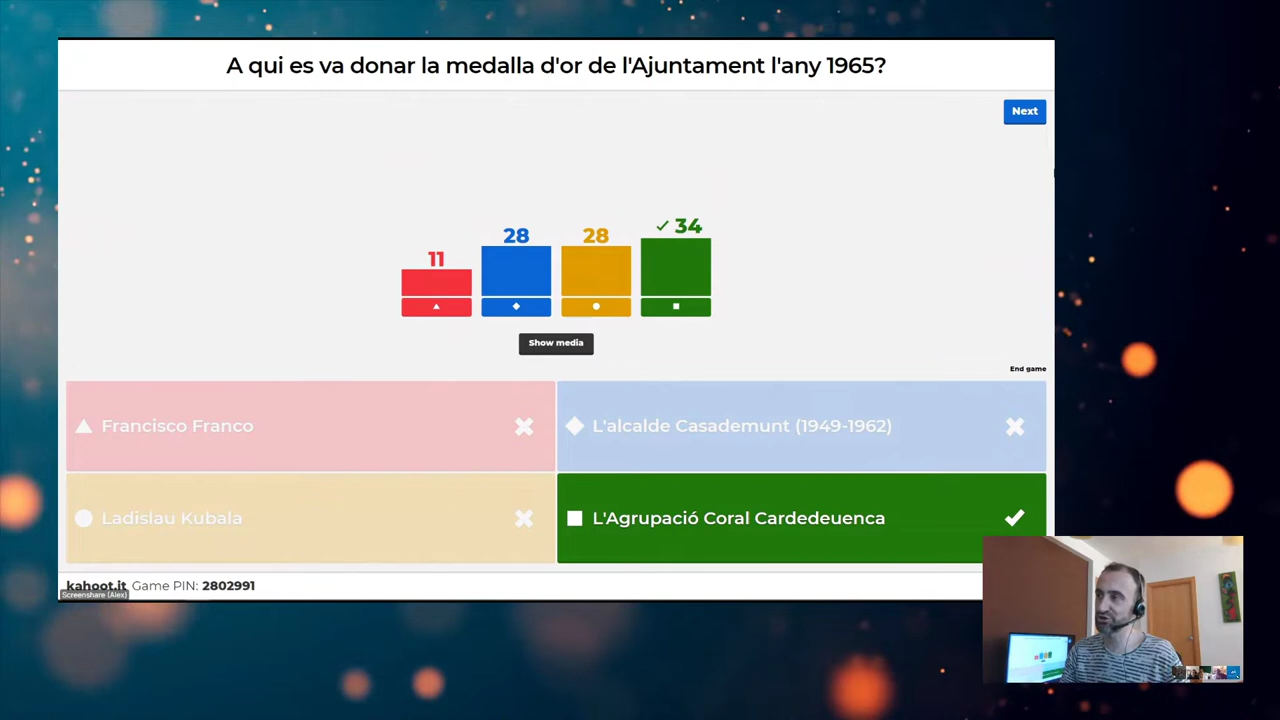 A qui es va donar la medalla d'or de l'Ajuntament l'any 1965?
Next
11
28
28
34
Show media
End game
Francisco Franco
L'alcalde Casademunt (1949-1962)
Ladislau Kubala
L'Agrupació Coral Cardedeuenca
kahoot.it Game PIN: 2802991
Screenshare (Alex)